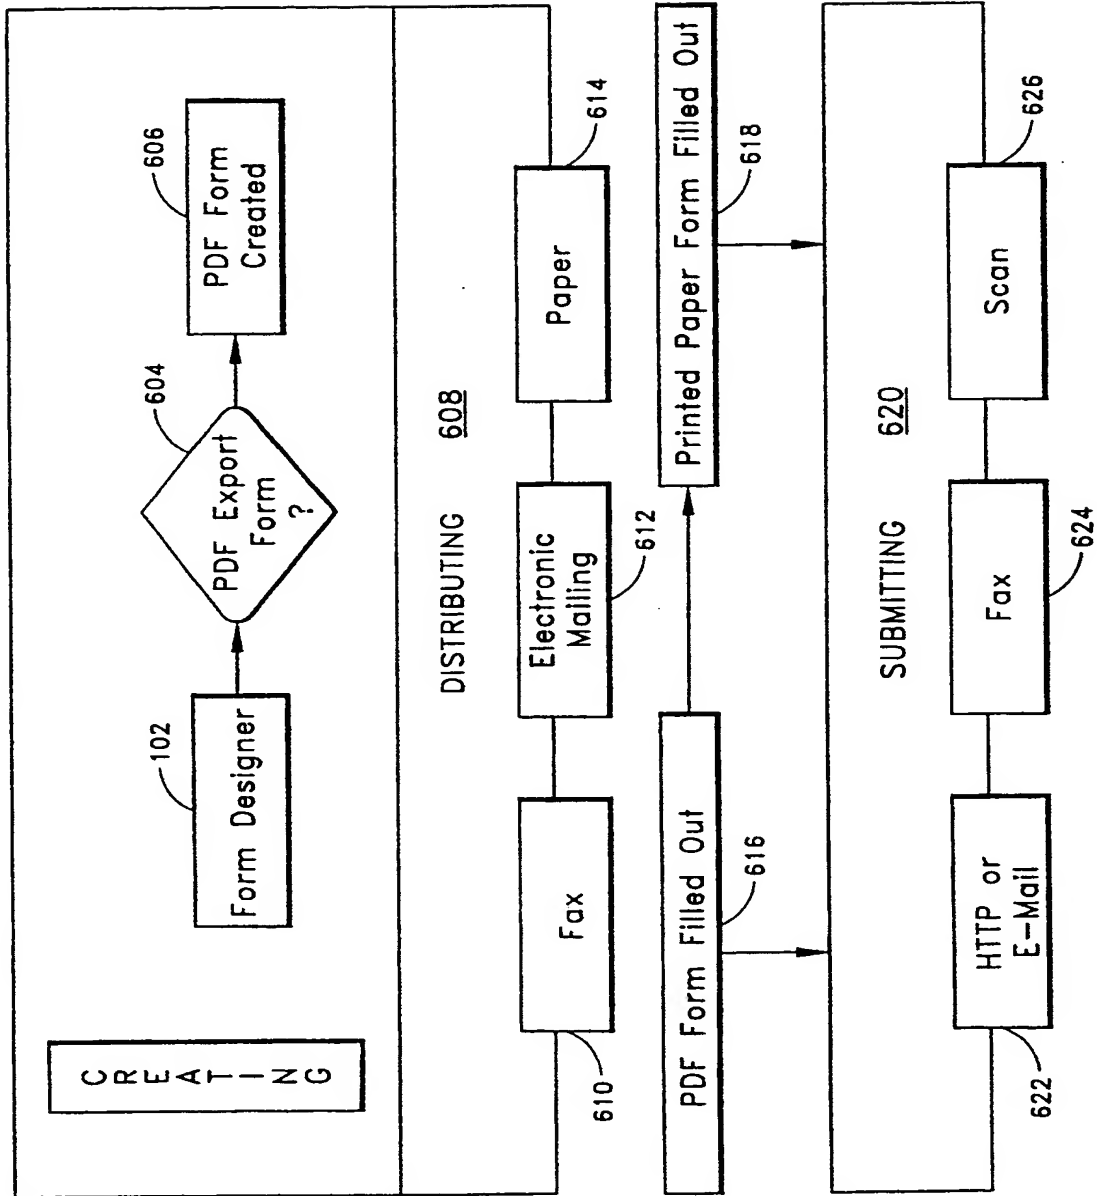 CREATING
102
Form Designer
604
PDF Export
Form
?
606
PDF Form
Created
DISTRIBUTING
608
Fax
610
Electronic
Mailing
612
Paper
614
PDF Form Filled Out
616
Printed Paper Form Filled Out
618
SUBMITTING
620
HTTP or
E-Mail
622
Fax
624
Scan
626